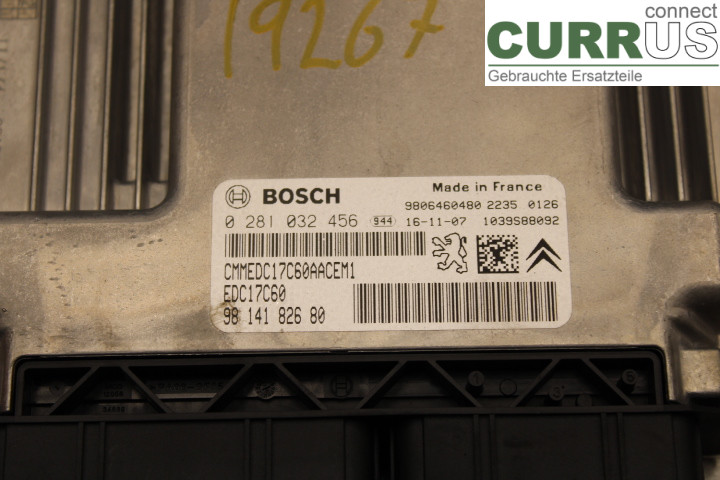 19267
connect
CURRUS
Gebrauchte Ersatzteile
BOSCH
Made in France
9806460480 2235 0126
0 281 032 456 944 16-11-07 1039S88092
CMMEDC17C60AACEM1
EDC17C60
98 141 826 80